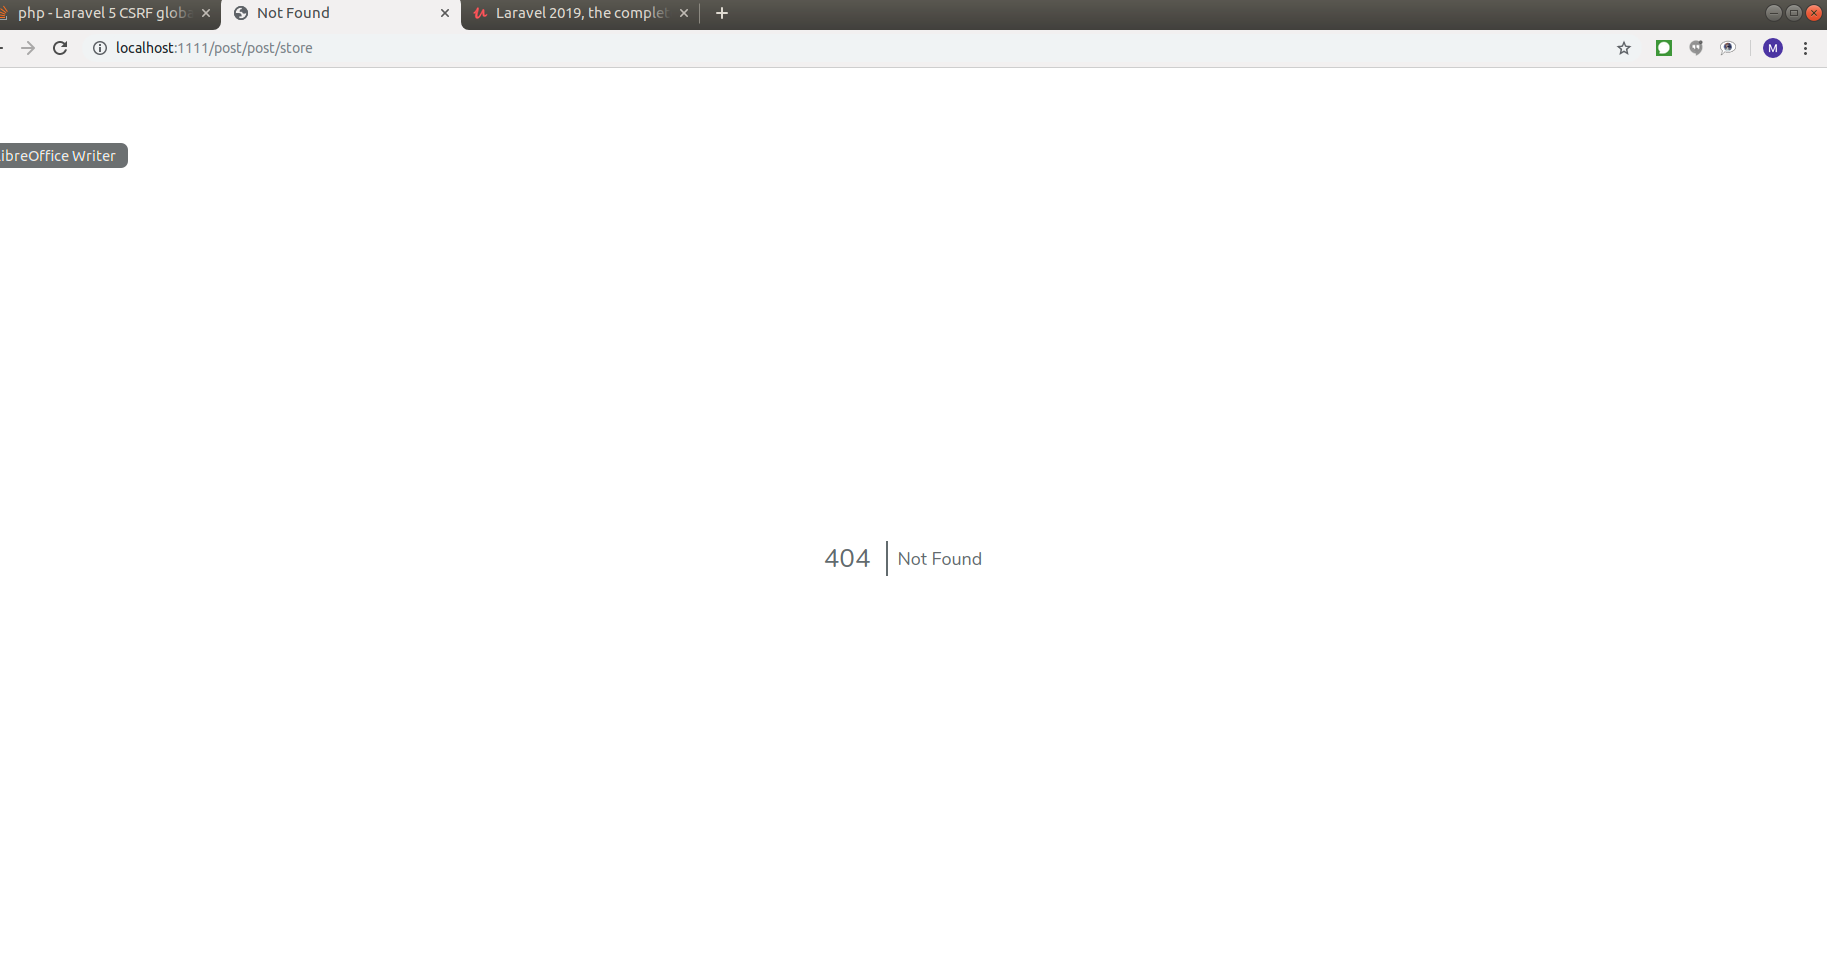 php - Laravel 5 CSRF globa
Not Found
Laravel 2019, the complet
localhost:1111/post/post/store
M
ibreOffice Writer
404
Not Found